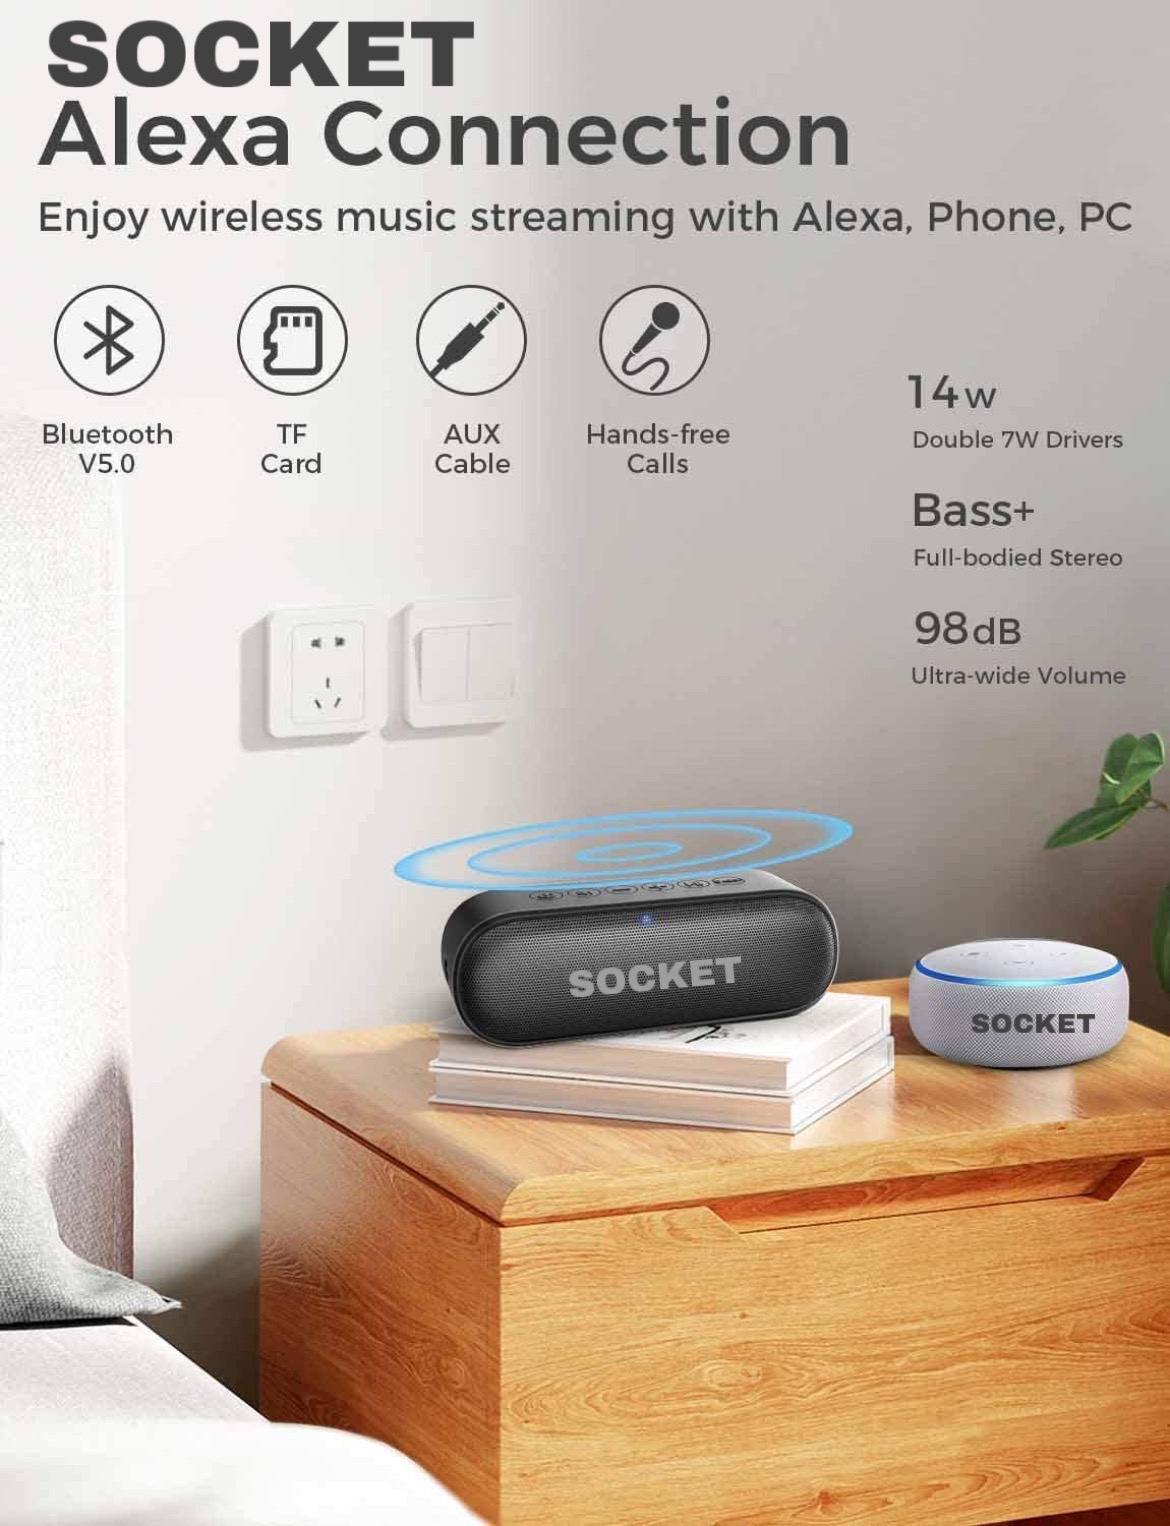 SOCKET
Alexa Connection
Enjoy wireless music streaming with Alexa, Phone, PC
Bluetooth
V5.0
TF
Card
AUX
Cable
Hands-free
Calls
14w
Double 7W Drivers
Bass+
Full-bodied Stereo
98dB
Ultra-wide Volume
SOCKET
SOCKET